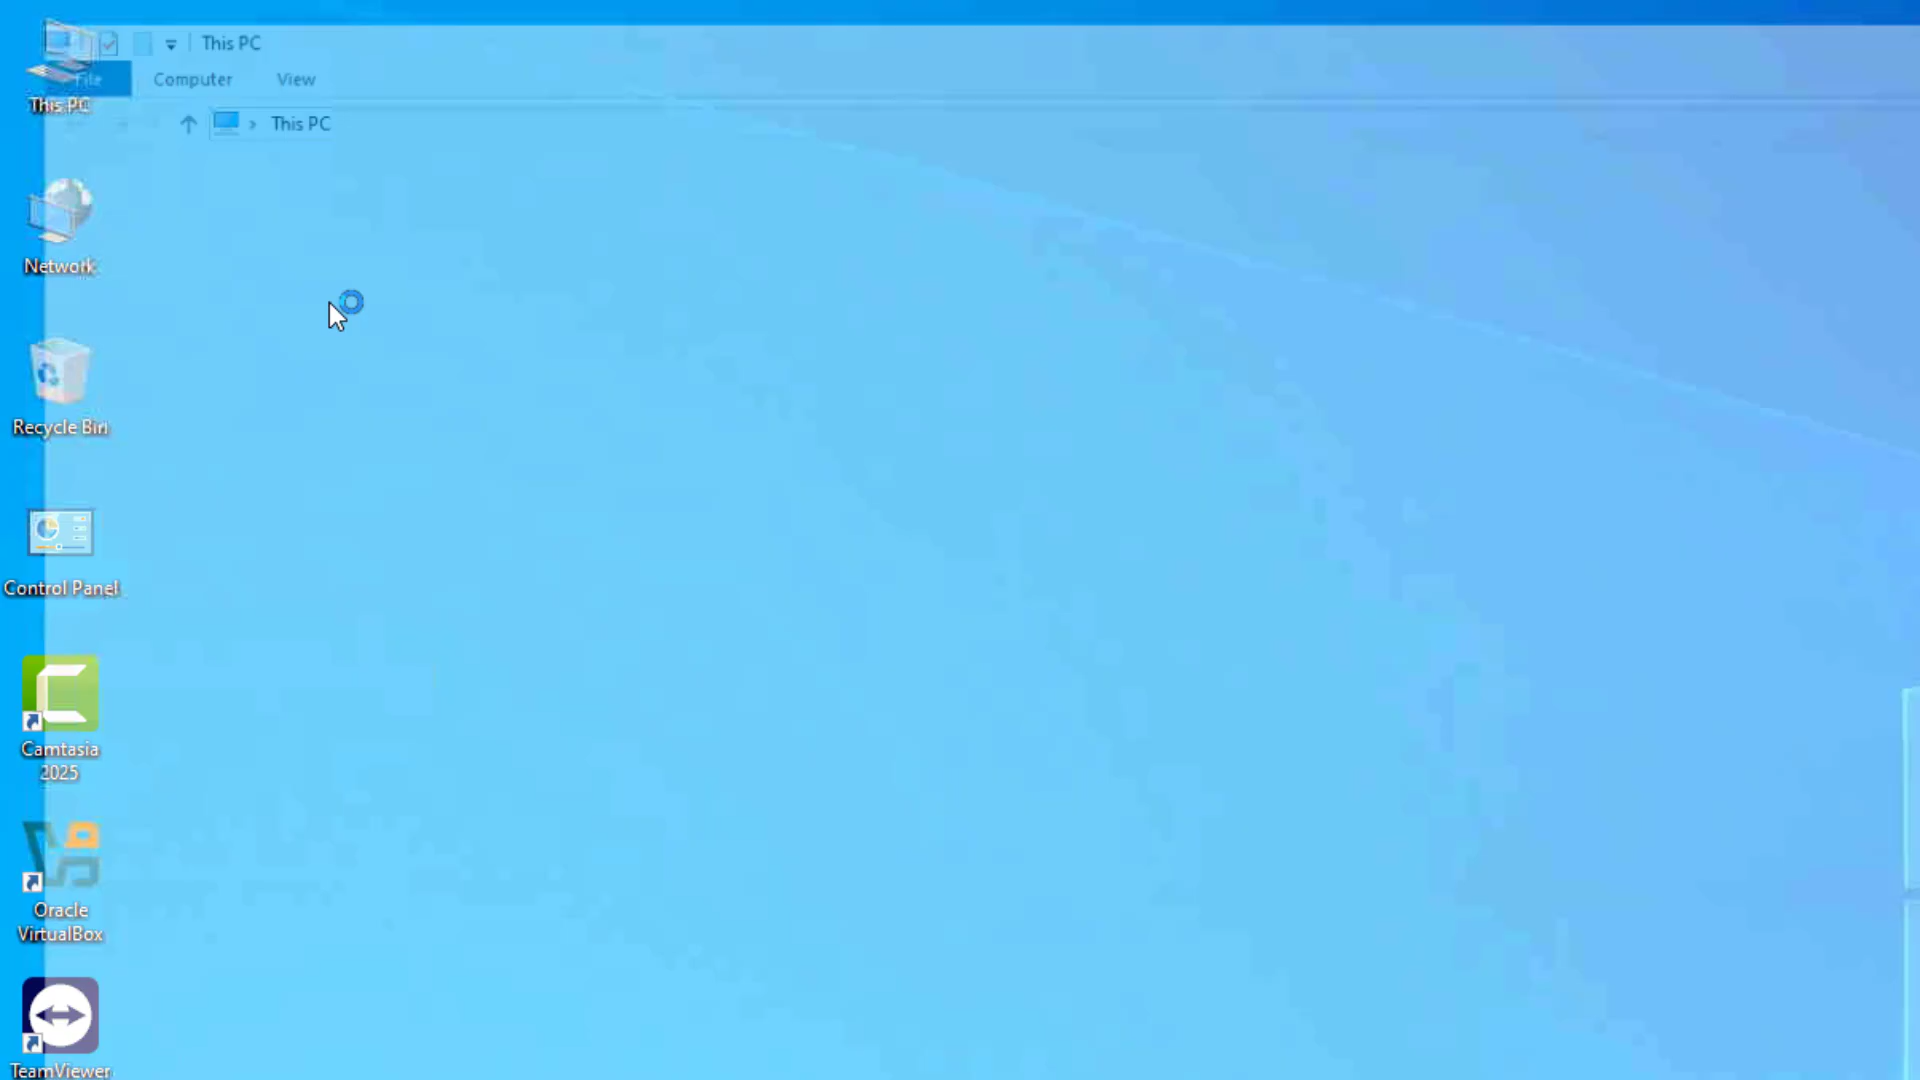 This PC
File
Computer
View
This PC
This PC
Network
Recycle Bin
Control Panel
Camtasia
2025
Oracle
VirtualBox
TeamViewer